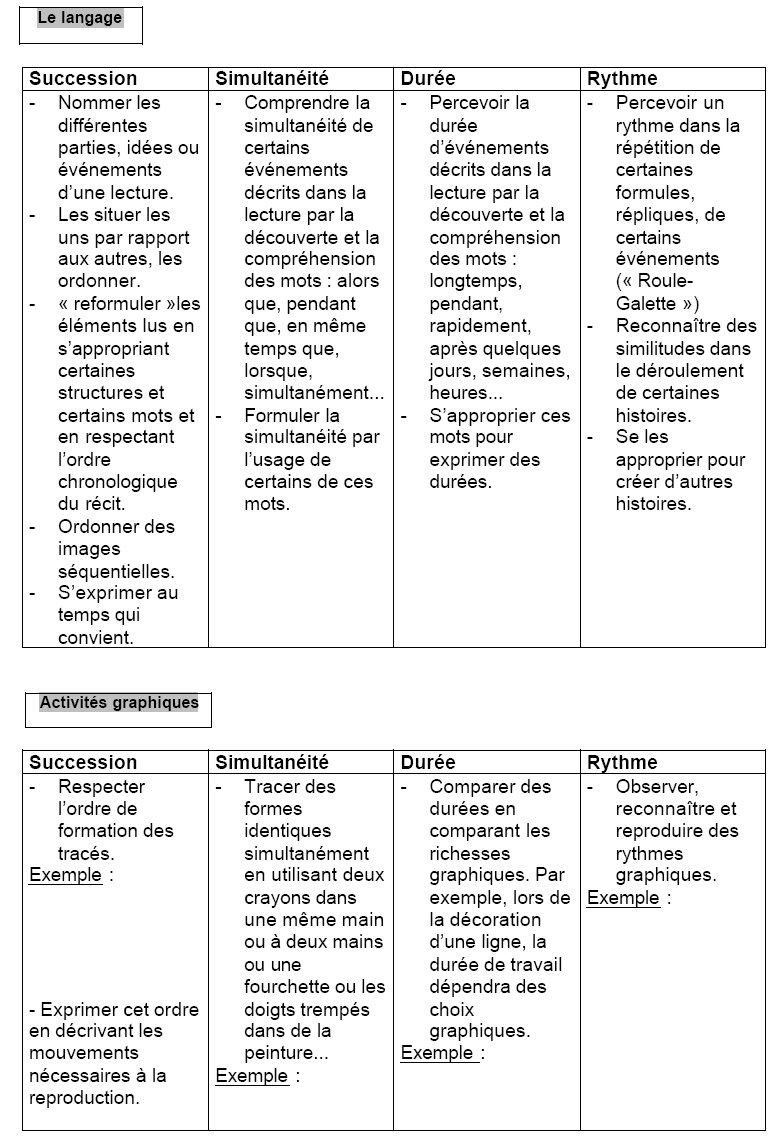 Le langage
Succession
- Nommer les
différentes
parties, idées ou
événements
d’une lecture.
- Les situer les
uns par rapport
aux autres, les
ordonner.
- « reformuler »les
éléments lus en
s’appropriant
certaines
structures et
certains mots et
en respectant
l’ordre
chronologique
du récit.
- Ordonner des
images
séquentielles.
- S’exprimer au
temps qui
convient.
Simultanéité
- Comprendre la
simultanéité de
certains
événements
décrits dans la
lecture par la
découverte et la
compréhension
des mots : alors
que, pendant
que, en même
temps que,
lorsque,
simultanément...
- Formuler la
simultanéité par
l’usage de
certains de ces
mots.
Durée
- Percevoir la
durée
d’événements
décrits dans la
lecture par la
découverte et la
compréhension
des mots :
longtemps,
pendant,
rapidement,
après quelques
jours, semaines,
heures...
- S’approprier ces
mots pour
exprimer des
durées.
Rythme
- Percevoir un
rythme dans la
répétition de
certaines
formules,
répliques, de
certains
événements
(« Roule-
Galette »)
- Reconnaître des
similitudes dans
le déroulement
de certaines
histoires.
- Se les
approprier pour
créer d’autres
histoires.
Activités graphiques
Succession
- Respecter
l’ordre de
formation des
tracés.
Exemple :
- Exprimer cet ordre
en décrivant les
mouvements
nécessaires à la
reproduction.
Simultanéité
- Tracer des
formes
identiques
simultanément
en utilisant deux
crayons dans
une même main
ou à deux mains
ou une
fourchette ou les
doigts trempés
dans de la
peinture...
Exemple :
Durée
- Comparer des
durées en
comparant les
richesses
graphiques. Par
exemple, lors de
la décoration
d’une ligne, la
durée de travail
dépendra des
choix
graphiques.
Exemple :
Rythme
- Observer,
reconnaître et
reproduire des
rythmes
graphiques.
Exemple :